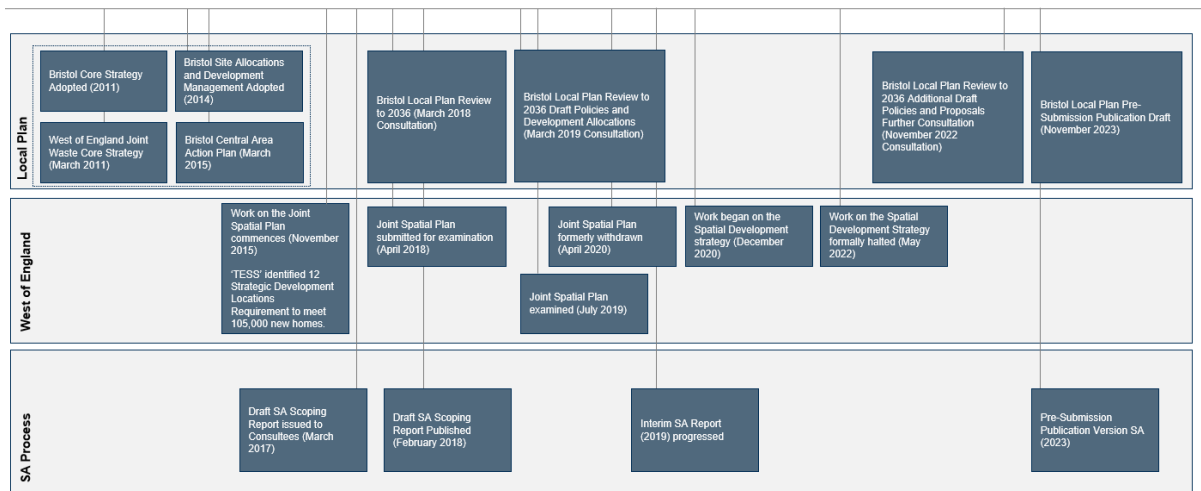 Local Plan
Bristol Core Strategy
Adopted (2011)
Bristol Site Allocations
and Development
Management Adopted
(2014)
West of England Joint
Waste Core Strategy
(March 2011)
Bristol Central Area
Action Plan (March
2015)
Bristol Local Plan Review
to 2036 (March 2018
Consultation)
Bristol Local Plan Review to
2036 Draft Policies and
Development Allocations
(March 2019 Consultation)
Bristol Local Plan Review to
2036 Additional Draft
Policies and Proposals
Further Consultation
(November 2022
Consultation)
Bristol Local Plan Pre-
Submission Publication Draft
(November 2023)
West of England
Work on the Joint
Spatial Plan
commences (November
2015)
'TESS' identified 12
Strategic Development
Locations
Requirement to meet
105,000 new homes.
Joint Spatial Plan
submitted for examination
(April 2018)
Joint Spatial Plan
examined (July 2019)
Joint Spatial Plan
formerly withdrawn
(April 2020)
Work began on the
Spatial Development
strategy (December
2020)
Work on the Spatial
Development Strategy
formally halted (May
2022)
SA Process
Draft SA Scoping
Report issued to
Consultees (March
2017)
Draft SA Scoping
Report Published
(February 2018)
Interim SA Report
(2019) progressed
Pre-Submission
Publication Version SA
(2023)